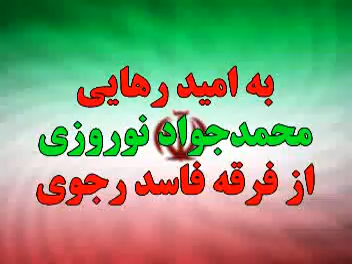 به امید رهایی
محمدجواد نوروزی
از فرقه فاسد رجوی